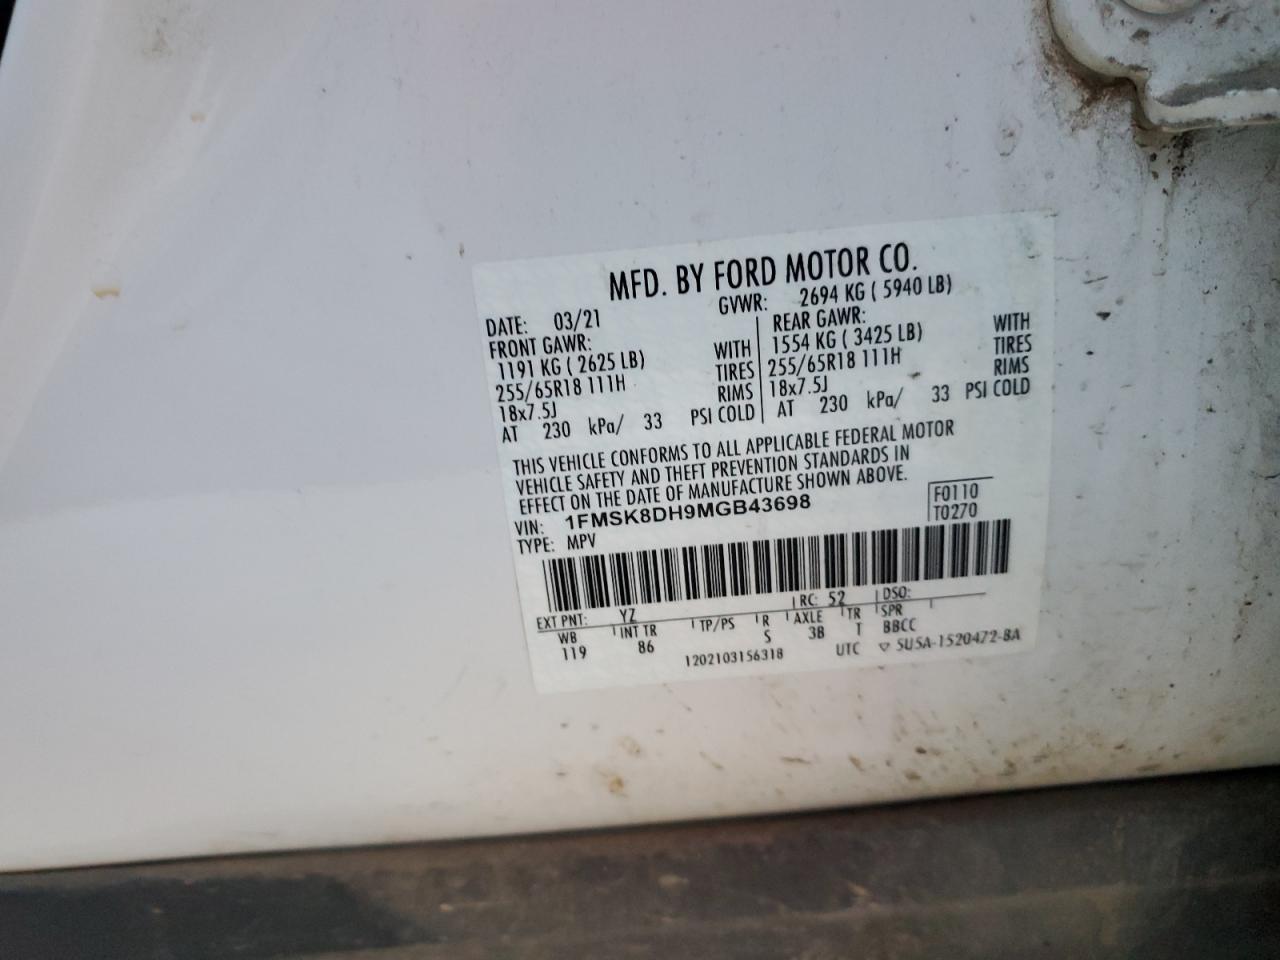 MFD. BY FORD MOTOR CO.
DATE: 03/21 GVWR: 2694 KG ( 5940 LB)
FRONT GAWR:
1191 KG ( 2625 LB) WITH
255/65R18 111H TIRES
18x7.5J RIMS
AT 230 kPa/ 33 PSI COLD
REAR GAWR:
1554 KG ( 3425 LB) WITH
255/65R18 111H TIRES
18x7.5J RIMS
AT 230 kPa/ 33 PSI COLD
THIS VEHICLE CONFORMS TO ALL APPLICABLE FEDERAL MOTOR
VEHICLE SAFETY AND THEFT PREVENTION STANDARDS IN
EFFECT ON THE DATE OF MANUFACTURE SHOWN ABOVE.
VIN: 1FMSK8DH9MGB43698 F0110
TYPE: MPV T0270
EXT PNT: YZ RC: 52 DSO:
WB INT TR TP/PS R AXLE TR SPR
119 86 S 3B T BBCC
1202103156318 UTC ▽ SU5A-1520472-BA